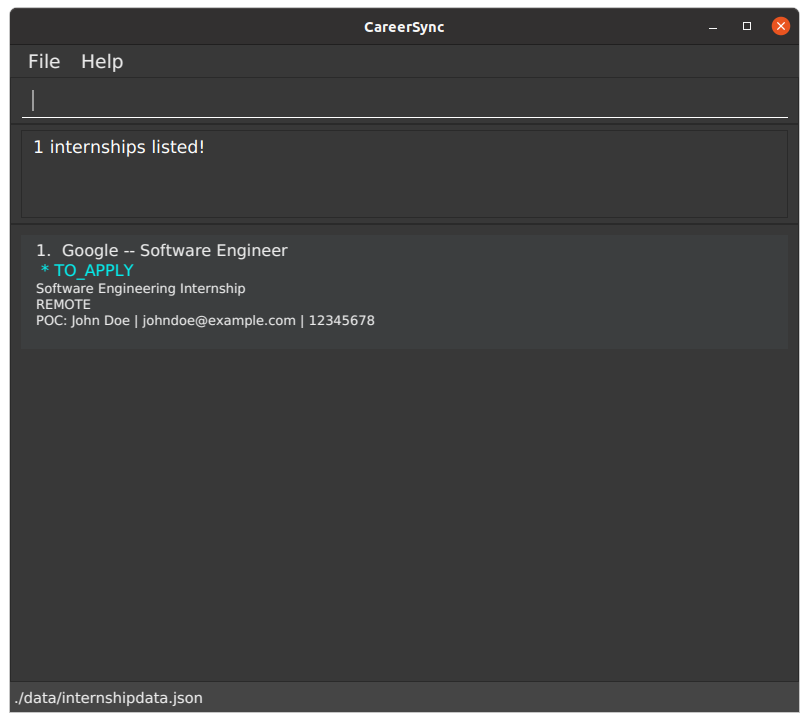 CareerSync
File Help
1 internships listed!
1. Google -- Software Engineer
* TO_APPLY
Software Engineering Internship
REMOTE
POC: John Doe | johndoe@example.com | 12345678
./data/internshipdata.json